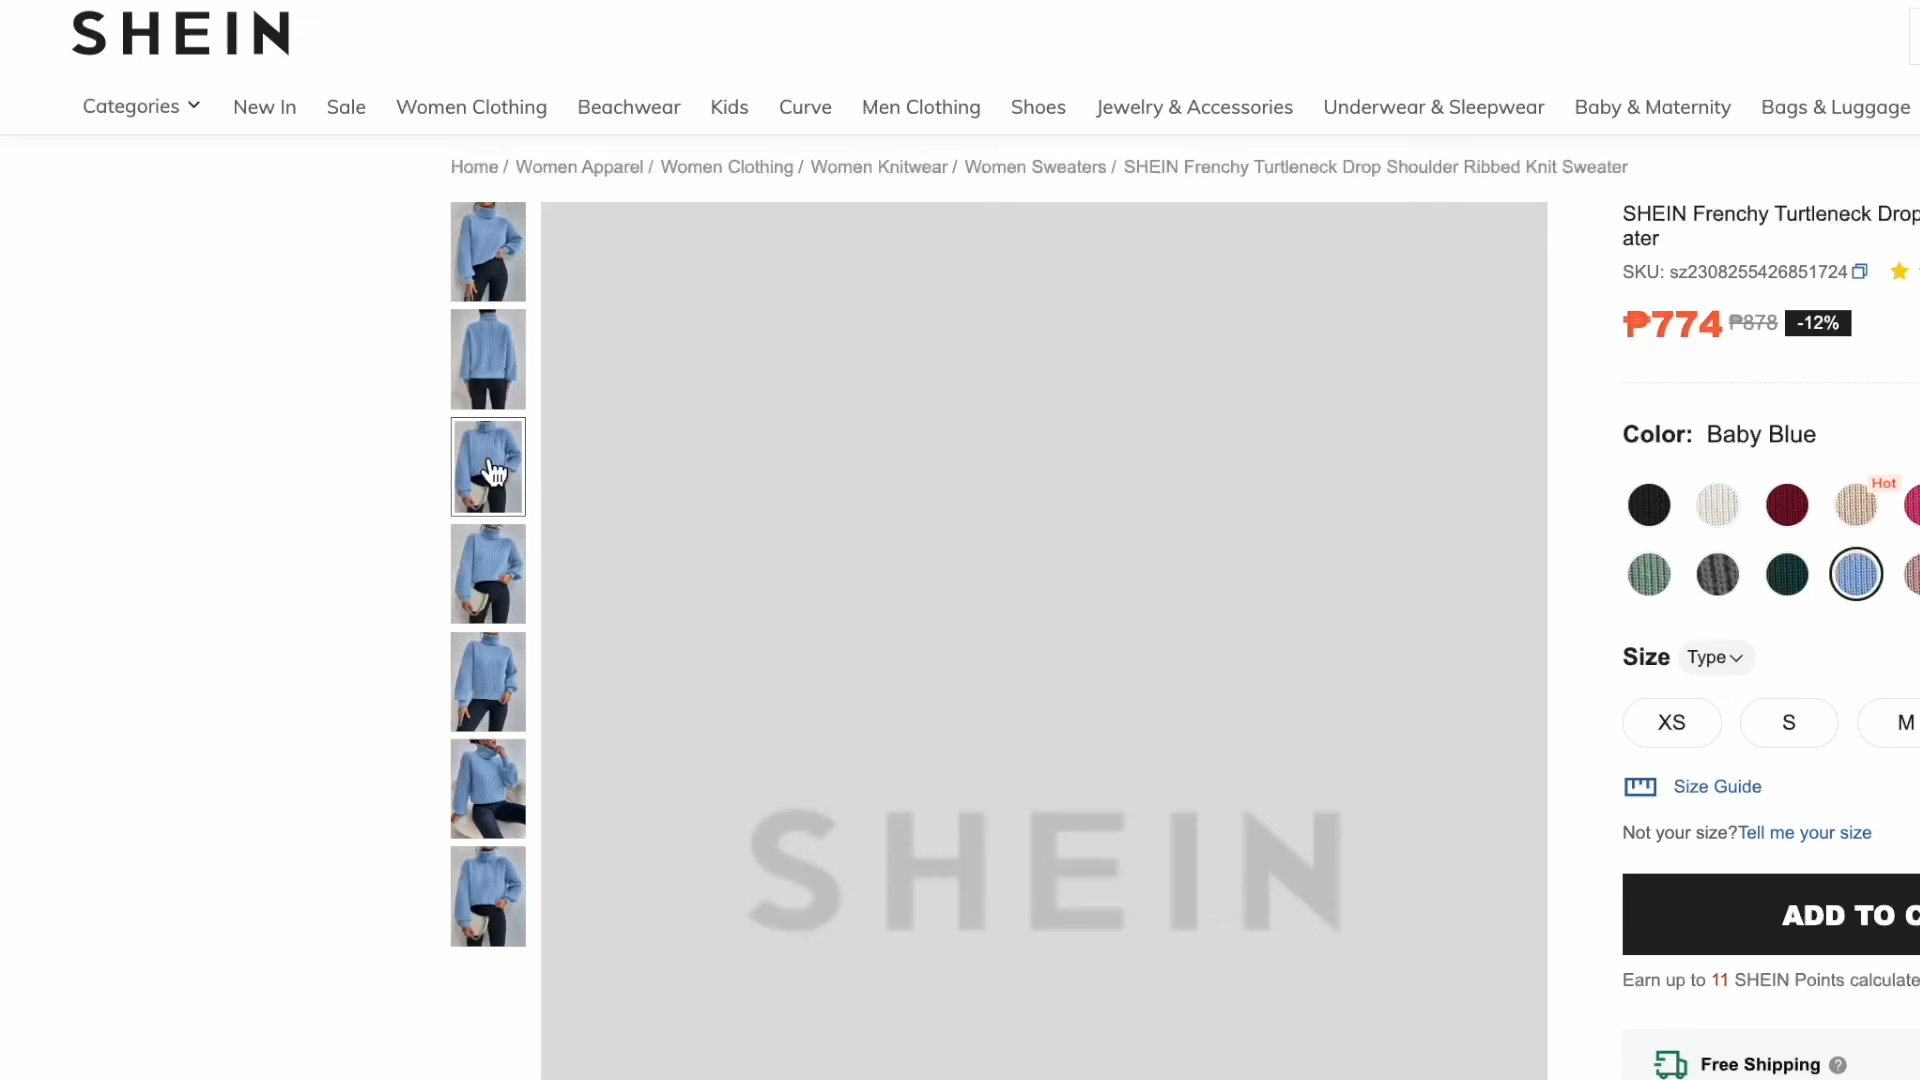 SHEIN
Categories New In Sale Women Clothing Beachwear Kids Curve Men Clothing Shoes Jewelry & Accessories Underwear & Sleepwear Baby & Maternity Bags & Luggage
Home / Women Apparel / Women Clothing / Women Knitwear / Women Sweaters / SHEIN Frenchy Turtleneck Drop Shoulder Ribbed Knit Sweater
SHEIN Frenchy Turtleneck Drop
ater
SKU: sz2308255426851724
₱774 ₱878 -12%
Color: Baby Blue
Hot
Size Type
XS S M
Size Guide
Not your size?Tell me your size
SHEIN
ADD TO C
Earn up to 11 SHEIN Points calculate
Free Shipping ?